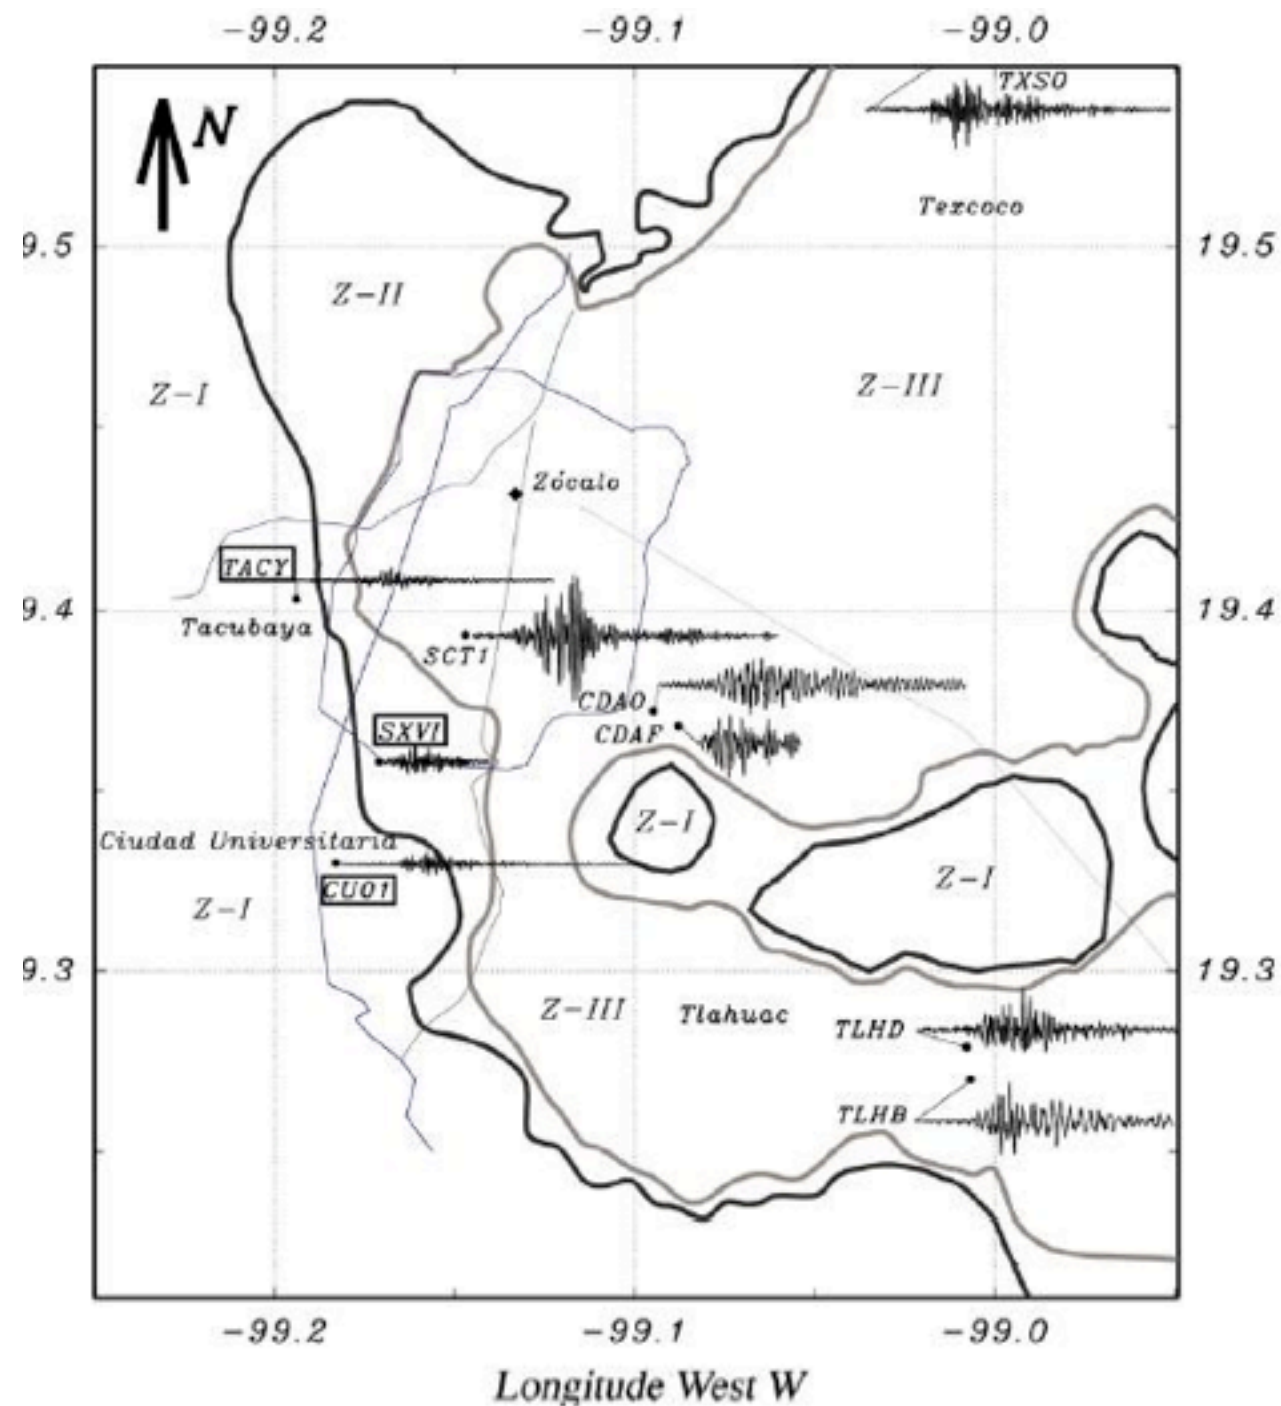 -99.2 -99.1 -99.0
TXSO
N
Texcoco
9.5 19.5
Z-II
Z-III
Z-I
Zócalo
TACY
9.4 19.4
Tacubaya
SCT1
CDAO
SXVI
CDAF
Z-I
Ciudad Universitaria
Z-I
CU01
Z-I
9.3 19.3
Z-III
Tlahuac
TLHD
TLHB
-99.2 -99.1 -99.0
Longitude West W